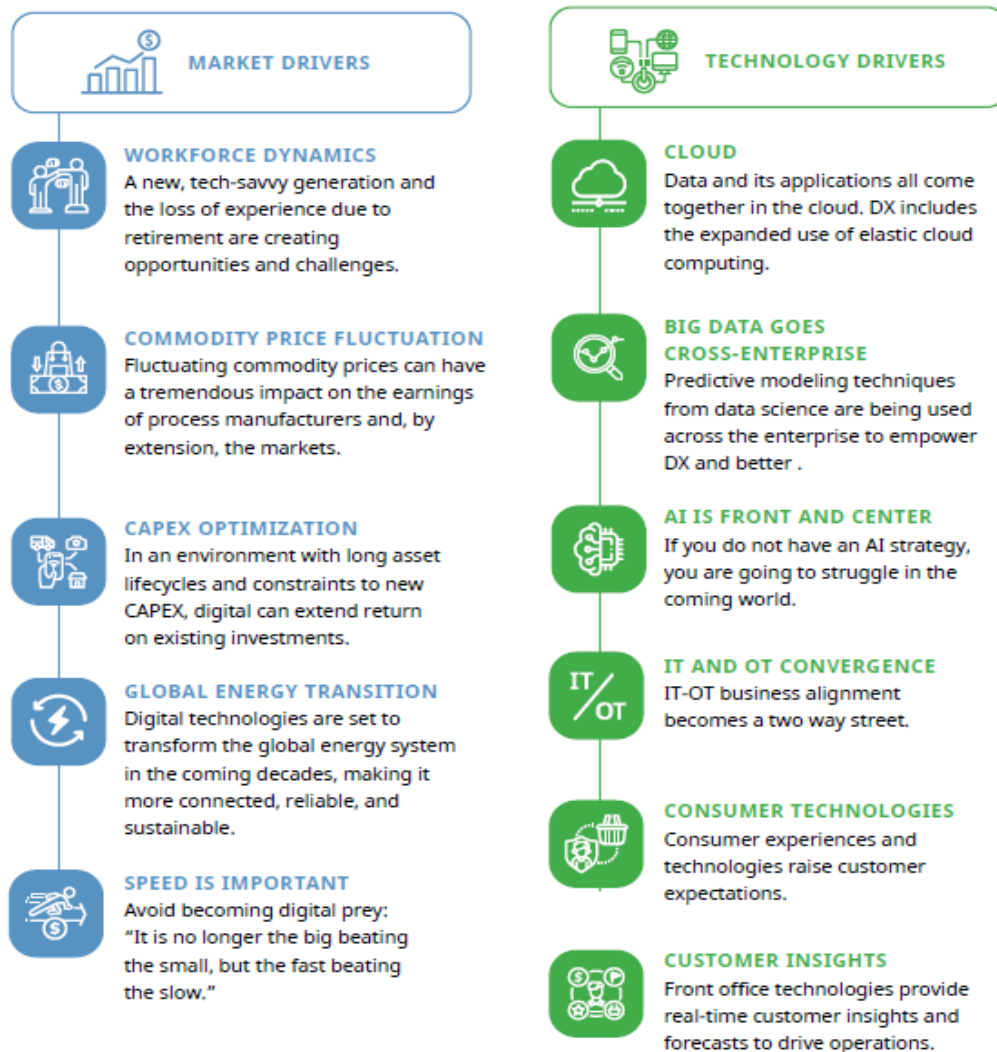 MARKET DRIVERS
WORKFORCE DYNAMICS
A new, tech-savvy generation and
the loss of experience due to
retirement are creating
opportunities and challenges.
COMMODITY PRICE FLUCTUATION
Fluctuating commodity prices can have
a tremendous impact on the earnings
of process manufacturers and, by
extension, the markets.
CAPEX OPTIMIZATION
In an environment with long asset
lifecycles and constraints to new
CAPEX, digital can extend return
on existing investments.
GLOBAL ENERGY TRANSITION
Digital technologies are set to
transform the global energy system
in the coming decades, making it
more connected, reliable, and
sustainable.
SPEED IS IMPORTANT
Avoid becoming digital prey:
“It is no longer the big beating
the small, but the fast beating
the slow.”
TECHNOLOGY DRIVERS
CLOUD
Data and its applications all come
together in the cloud. DX includes
the expanded use of elastic cloud
computing.
BIG DATA GOES
CROSS-ENTERPRISE
Predictive modeling techniques
from data science are being used
across the enterprise to empower
DX and better .
AI IS FRONT AND CENTER
If you do not have an AI strategy,
you are going to struggle in the
coming world.
IT/OT
IT AND OT CONVERGENCE
IT-OT business alignment
becomes a two way street.
CONSUMER TECHNOLOGIES
Consumer experiences and
technologies raise customer
expectations.
CUSTOMER INSIGHTS
Front office technologies provide
real-time customer insights and
forecasts to drive operations.